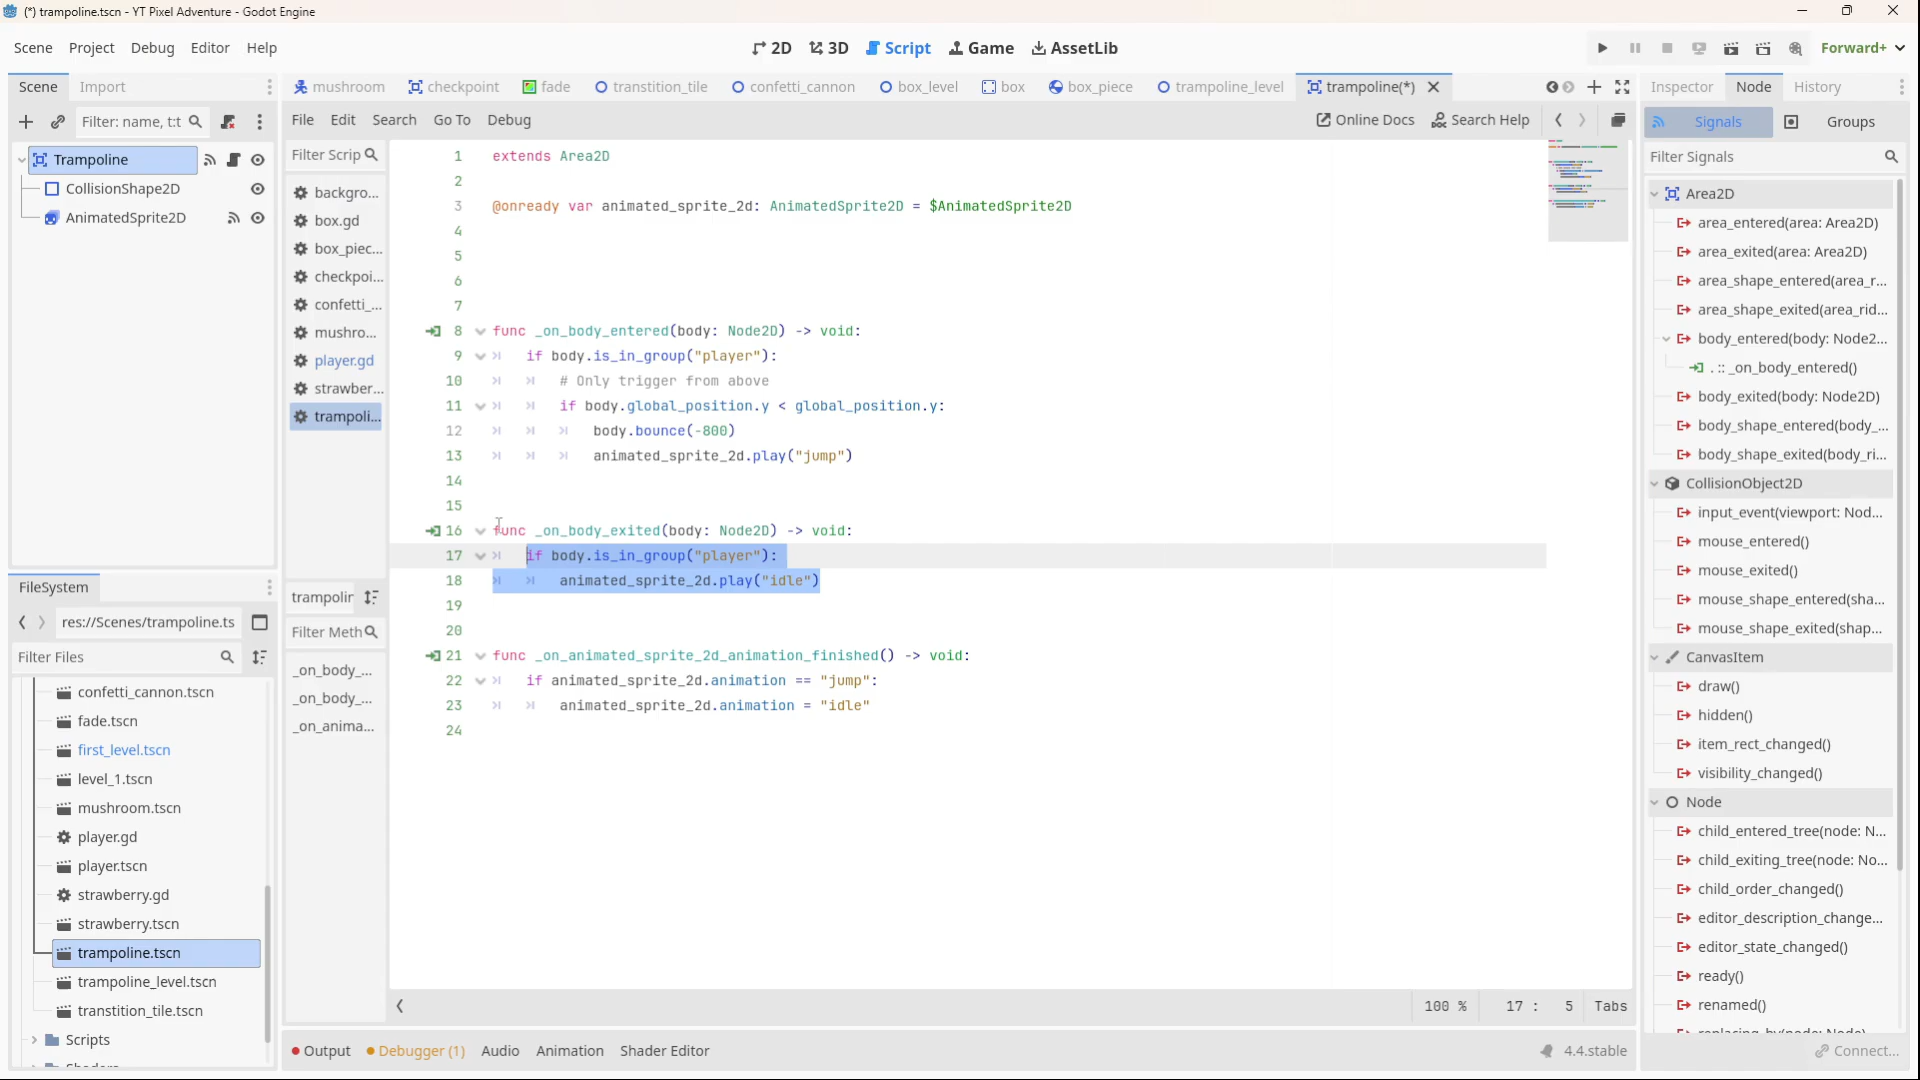 (*) trampoline.tscn - YT Pixel Adventure - Godot Engine
Scene Project Debug Editor Help
2D 3D Script Game AssetLib
Forward+
Scene Import
mushroom checkpoint fade transtition_tile confetti_cannon box_level box box_piece trampoline_level trampoline(*)
Inspector Node History
Filter: name, t:t
File Edit Search Go To Debug
Online Docs Search Help
Signals Groups
Trampoline
CollisionShape2D
AnimatedSprite2D
Filter Scrip
backgro...
box.gd
box_piec...
checkpoi...
confetti_...
mushro...
player.gd
strawber...
trampoli...
trampolir
Filter Meth
_on_body_...
_on_body_...
_on_anima...
1 extends Area2D
2
3 @onready var animated_sprite_2d: AnimatedSprite2D = $AnimatedSprite2D
4
5
6
7
8 func _on_body_entered(body: Node2D) -> void:
9 if body.is_in_group("player"):
10 # Only trigger from above
11 if body.global_position.y < global_position.y:
12 body.bounce(-800)
13 animated_sprite_2d.play("jump")
14
15
16 func _on_body_exited(body: Node2D) -> void:
17 if body.is_in_group("player"):
18 animated_sprite_2d.play("idle")
19
20
21 func _on_animated_sprite_2d_animation_finished() -> void:
22 if animated_sprite_2d.animation == "jump":
23 animated_sprite_2d.animation = "idle"
24
100 % 17 : 5 Tabs
Output Debugger (1) Audio Animation Shader Editor
4.4.stable
FileSystem
res://Scenes/trampoline.ts
Filter Files
confetti_cannon.tscn
fade.tscn
first_level.tscn
level_1.tscn
mushroom.tscn
player.gd
player.tscn
strawberry.gd
strawberry.tscn
trampoline.tscn
trampoline_level.tscn
transtition_tile.tscn
Scripts
Filter Signals
Area2D
area_entered(area: Area2D)
area_exited(area: Area2D)
area_shape_entered(area_r...
area_shape_exited(area_rid...
body_entered(body: Node2...
. :: _on_body_entered()
body_exited(body: Node2D)
body_shape_entered(body_...
body_shape_exited(body_ri...
CollisionObject2D
input_event(viewport: Nod...
mouse_entered()
mouse_exited()
mouse_shape_entered(sha...
mouse_shape_exited(shap...
CanvasItem
draw()
hidden()
item_rect_changed()
visibility_changed()
Node
child_entered_tree(node: N...
child_exiting_tree(node: No...
child_order_changed()
editor_description_change...
editor_state_changed()
ready()
renamed()
Connect...